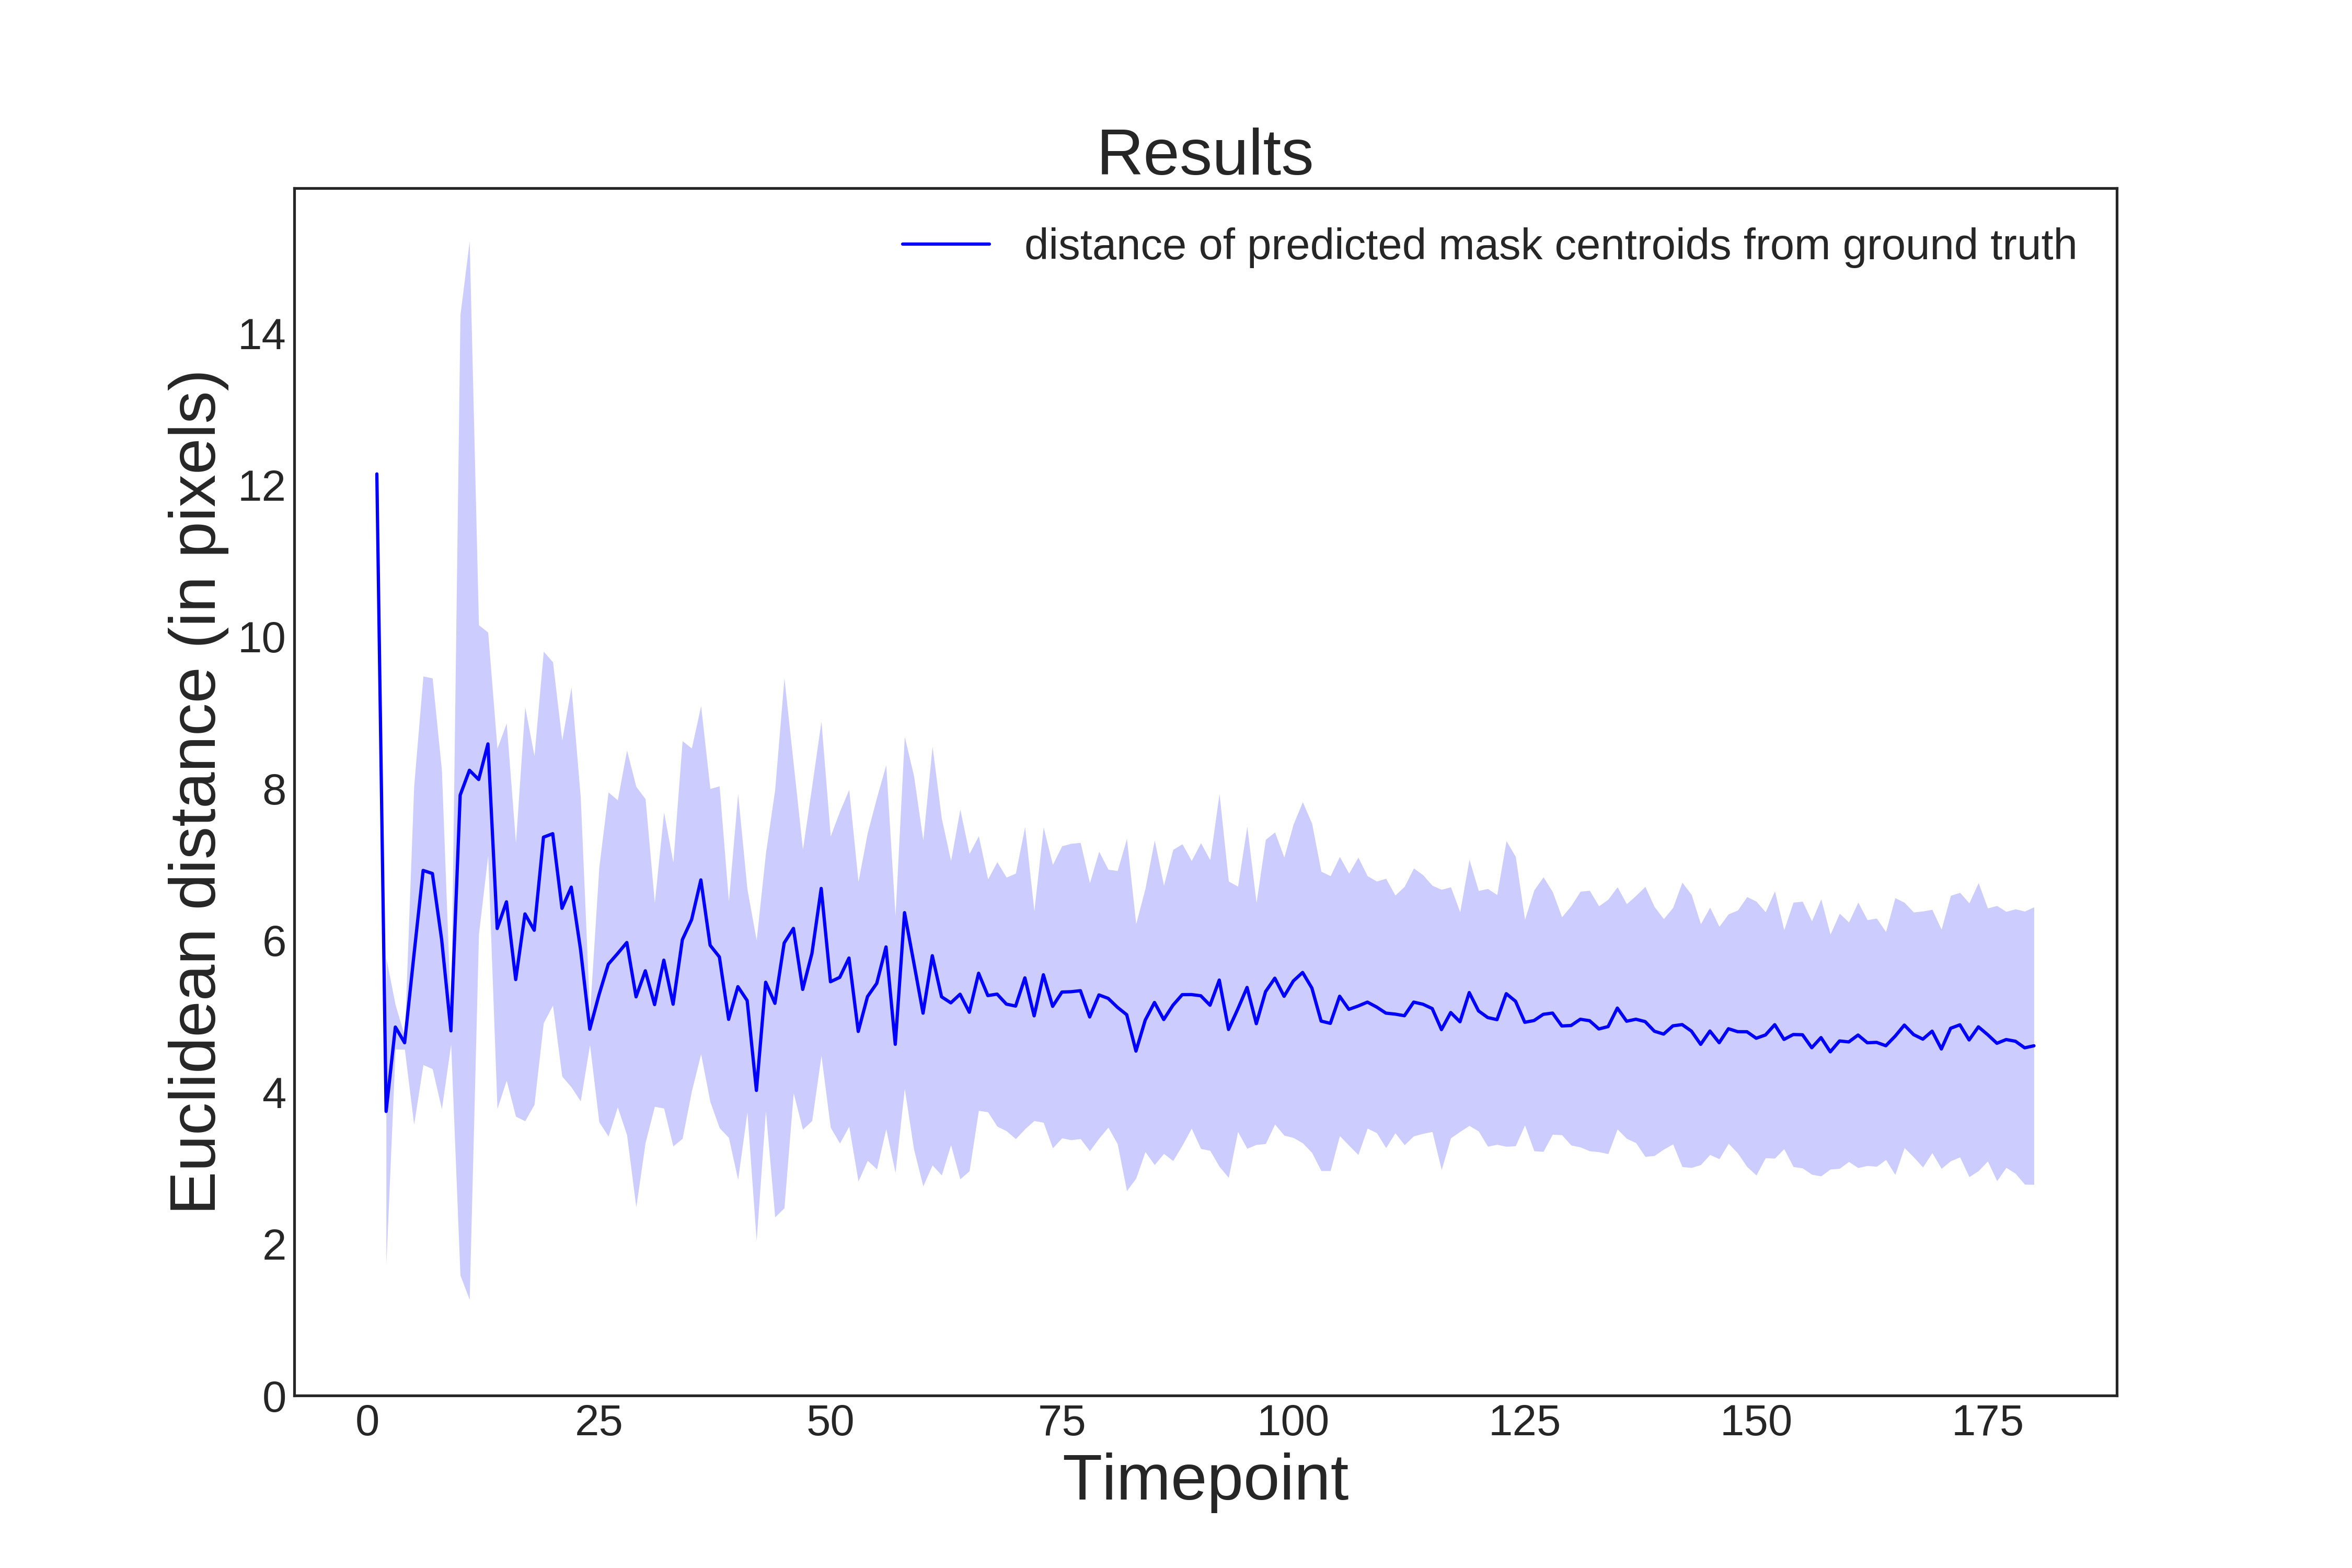 Results
distance of predicted mask centroids from ground truth
Euclidean distance (in pixels)
14
12
10
8
6
4
2
0
0 25 50 75 100 125 150 175
Timepoint